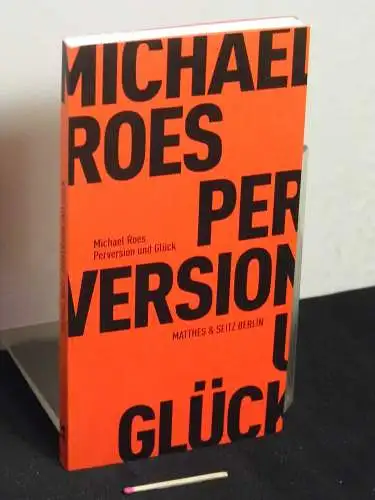 MICHAEL
ROES
PER
Michael Roes
Perversion und Glück
VERSION
MATTHES & SEITZ BERLIN
U
GLÜCK